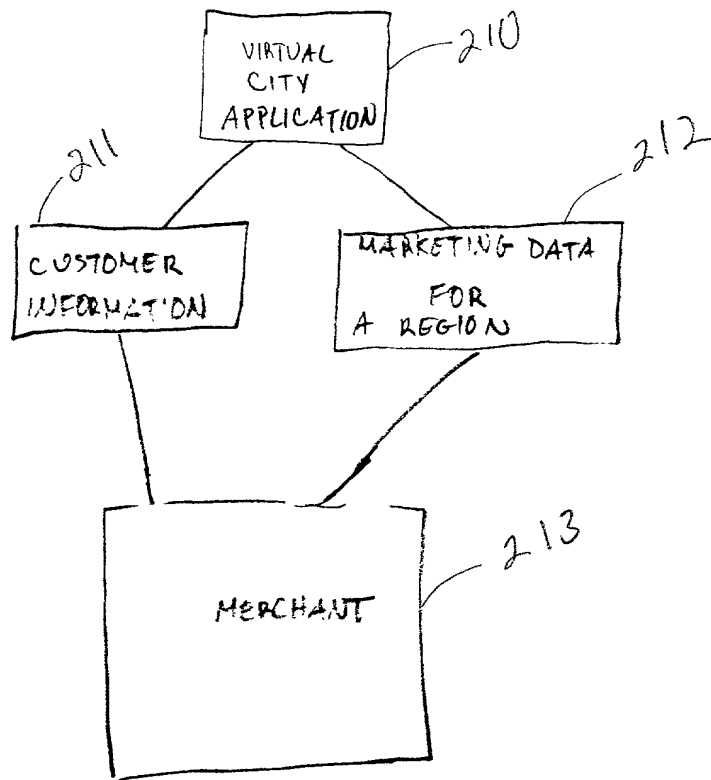 VIRTUAL
CITY
APPLICATION
210
211
212
CUSTOMER
INFORMATION
MARKETING DATA
FOR
A REGION
MERCHANT
213